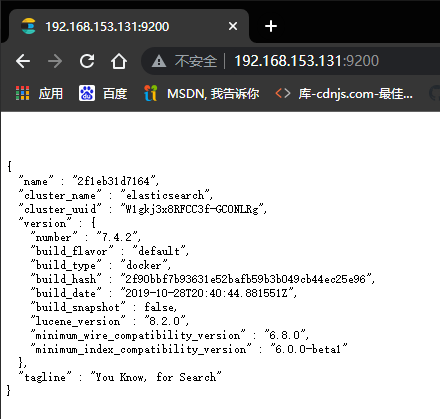 192.168.153.131:9200
不安全 | 192.168.153.131:9200
应用 百度 MSDN, 我告诉你 库-cdnjs.com-最佳...
{
"name" : "2f1eb31d7164",
"cluster_name" : "elasticsearch",
"cluster_uuid" : "W1gkj3x8RFCC3f-GCONLRg",
"version" : {
"number" : "7.4.2",
"build_flavor" : "default",
"build_type" : "docker",
"build_hash" : "2f90bbf7b93631e52bafb59b3b049cb44ec25e96",
"build_date" : "2019-10-28T20:40:44.881551Z",
"build_snapshot" : false,
"lucene_version" : "8.2.0",
"minimum_wire_compatibility_version" : "6.8.0",
"minimum_index_compatibility_version" : "6.0.0-beta1"
},
"tagline" : "You Know, for Search"
}